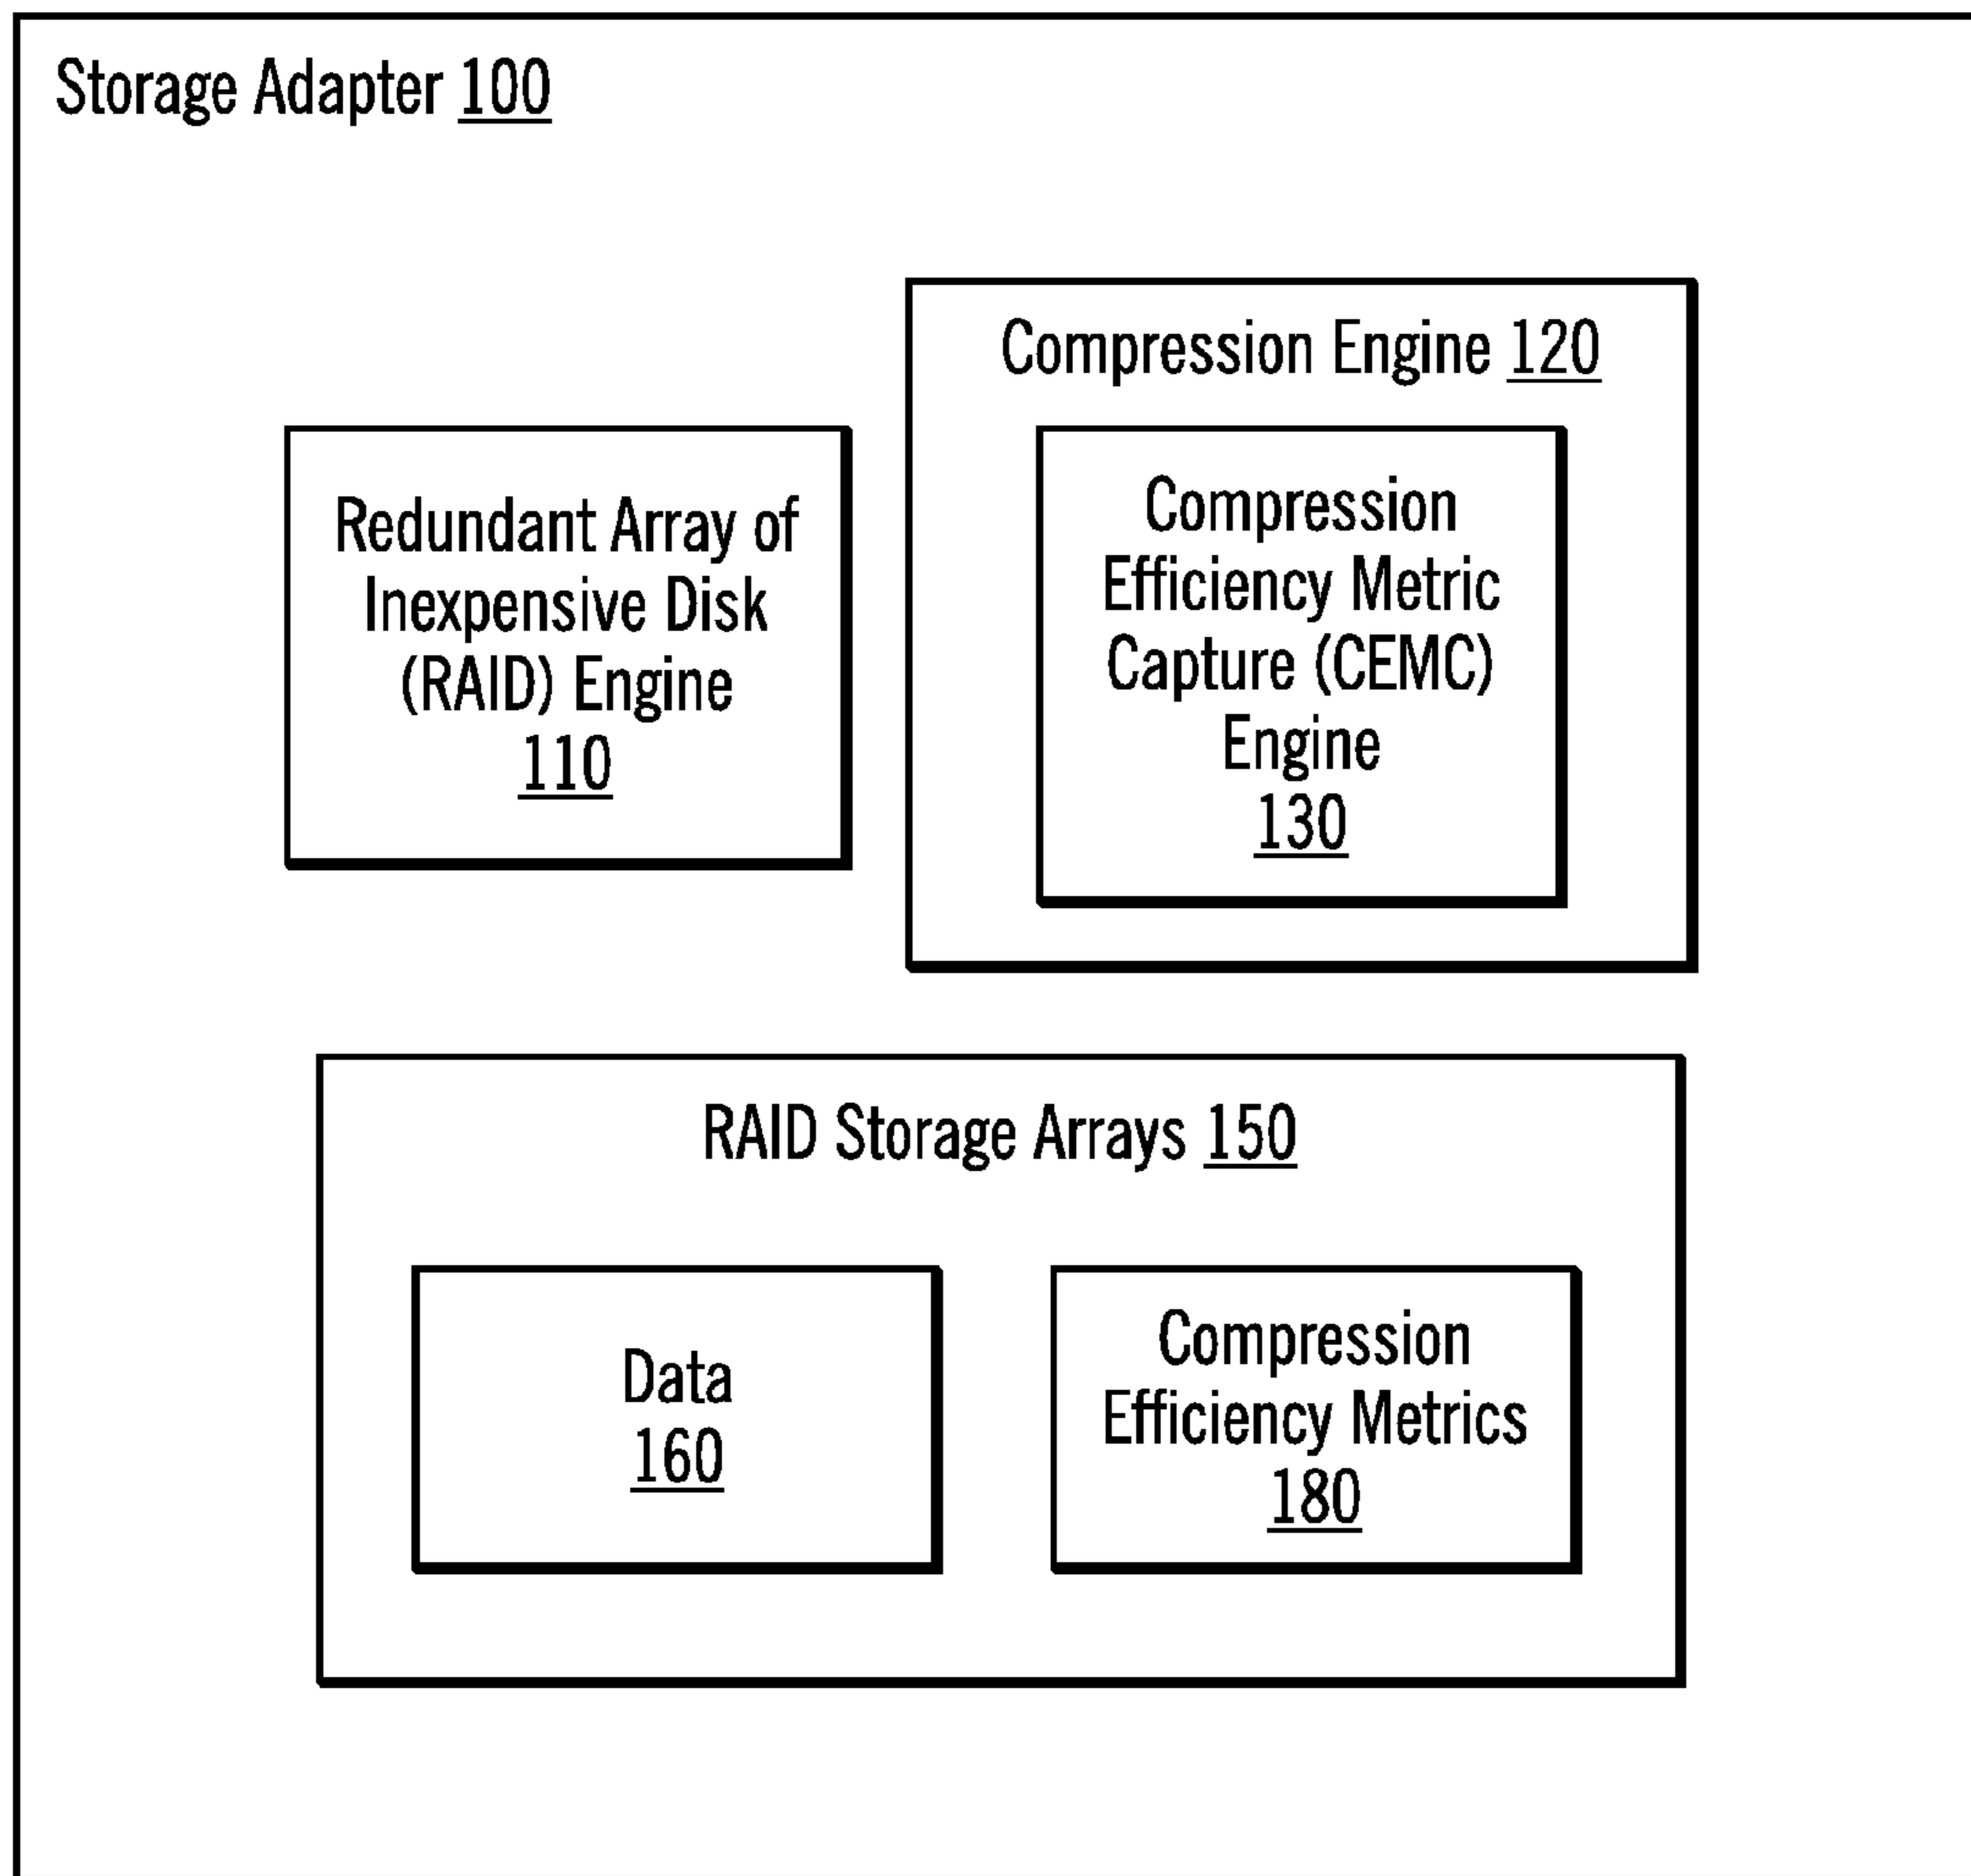 Storage Adapter 100
Compression Engine 120
Redundant Array of
Inexpensive Disk
(RAID) Engine
110
Compression
Efficiency Metric
Capture (CEMC)
Engine
130
RAID Storage Arrays 150
Data
160
Compression
Efficiency Metrics
180